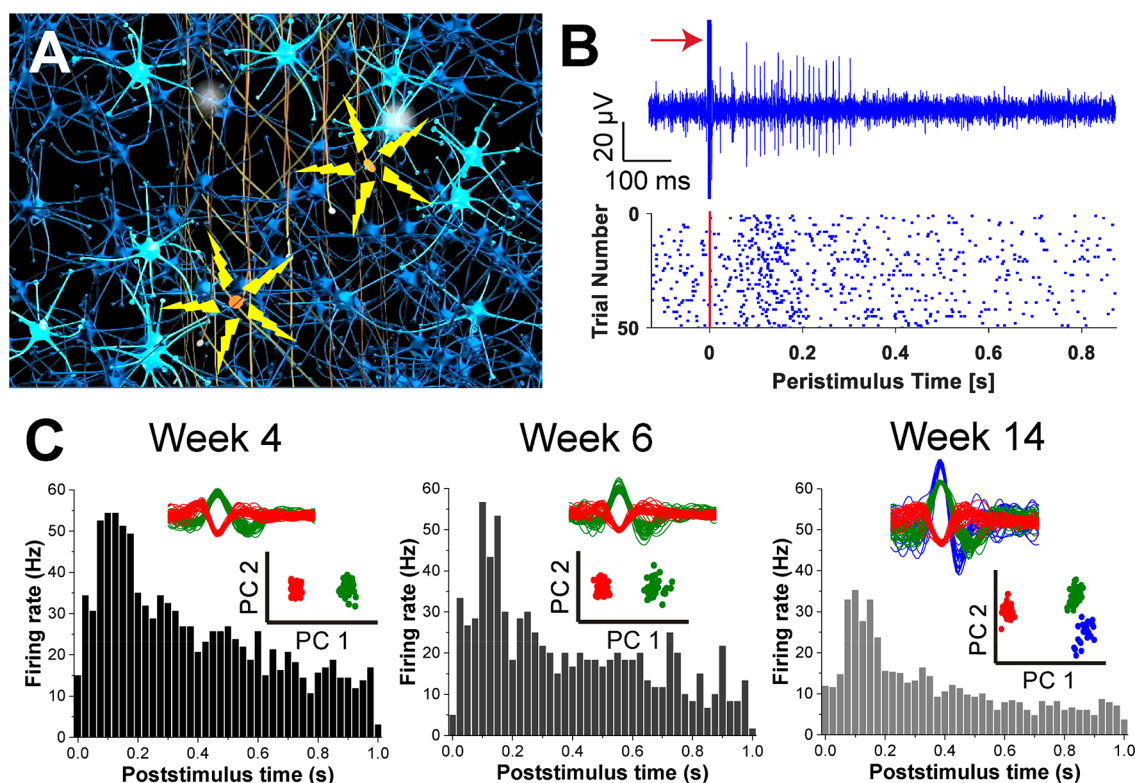 A
B
20 µV
100 ms
Trial Number
0
50
0
0.2
0.4
0.6
0.8
Peristimulus Time [s]
C
Week 4
Firing rate (Hz)
60
50
40
30
20
10
0
PC 2
PC 1
0.0
0.2
0.4
0.6
0.8
1.0
Poststimulus time (s)
Week 6
Firing rate (Hz)
60
50
40
30
20
10
0
PC 2
PC 1
0.0
0.2
0.4
0.6
0.8
1.0
Poststimulus time (s)
Week 14
Firing rate (Hz)
60
50
40
30
20
10
0
PC 2
PC 1
0.0
0.2
0.4
0.6
0.8
1.0
Poststimulus time (s)